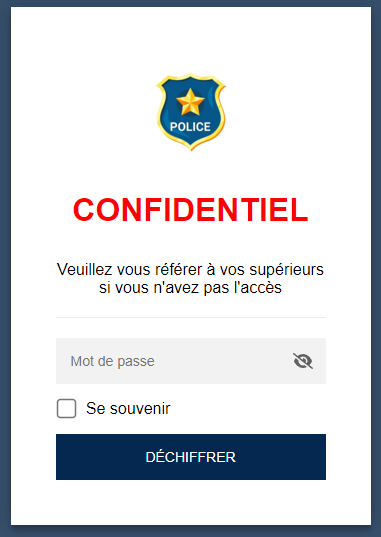 POLICE
CONFIDENTIEL
Veuillez vous référer à vos supérieurs
si vous n'avez pas l'accès
Mot de passe
Se souvenir
DÉCHIFFRER